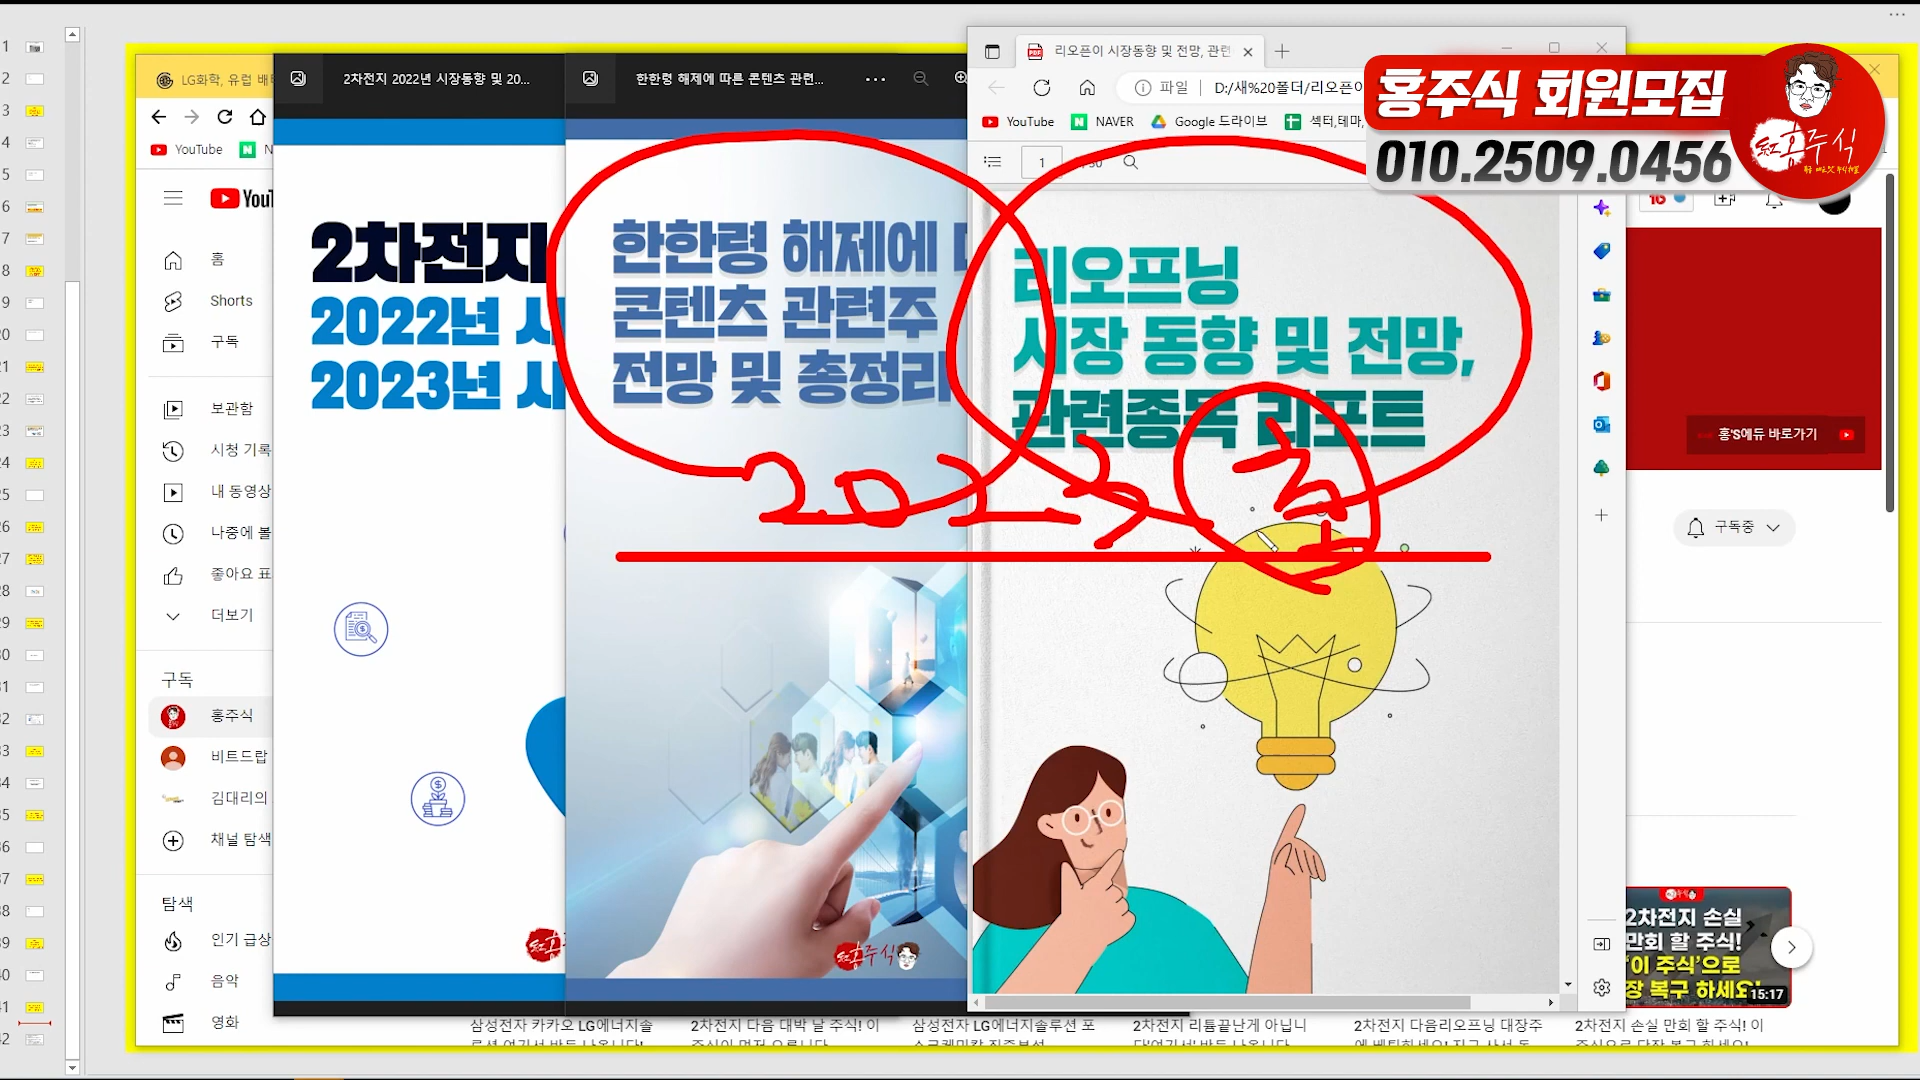 홍주식 회원모집
010.2509.0456
LG화학, 유럽 배
2차전지 2022년 시장동향 및 20...
한한령 해제에 따른 콘텐츠 관련...
리오픈이 시장동향 및 전망, 관련
파일
D:/새%20폴더/리오픈이
YouTube
N
YouTube
NAVER
Google 드라이브
섹터,테마,
1
홈
Shorts
구독
보관함
시청 기록
내 동영상
나중에 볼
좋아요 표
더보기
구독
홍주식
비트드랍
김대리의
채널 탐색
탐색
인기 급상
음악
영화
2차전지
2022년 시
2023년 시
한한령 해제에
콘텐츠 관련주
전망 및 총정리
홍주식
리오프닝
시장 동향 및 전망,
관련종목 리포트
2023
홍'S에듀 바로가기
구독중
2차전지 손실
만회 할 주식!
'이 주식'으로
장 복구 하세요!
15:17
삼성전자 카카오 LG에너지솔
2차전지 다음 대박 날 주식! 이
삼성전자 LG에너지솔루션 포
2차전지 리튬끝난게 아닙니
2차전지 다음리오프닝 대장주
2차전지 손실 만회 할 주식! 이